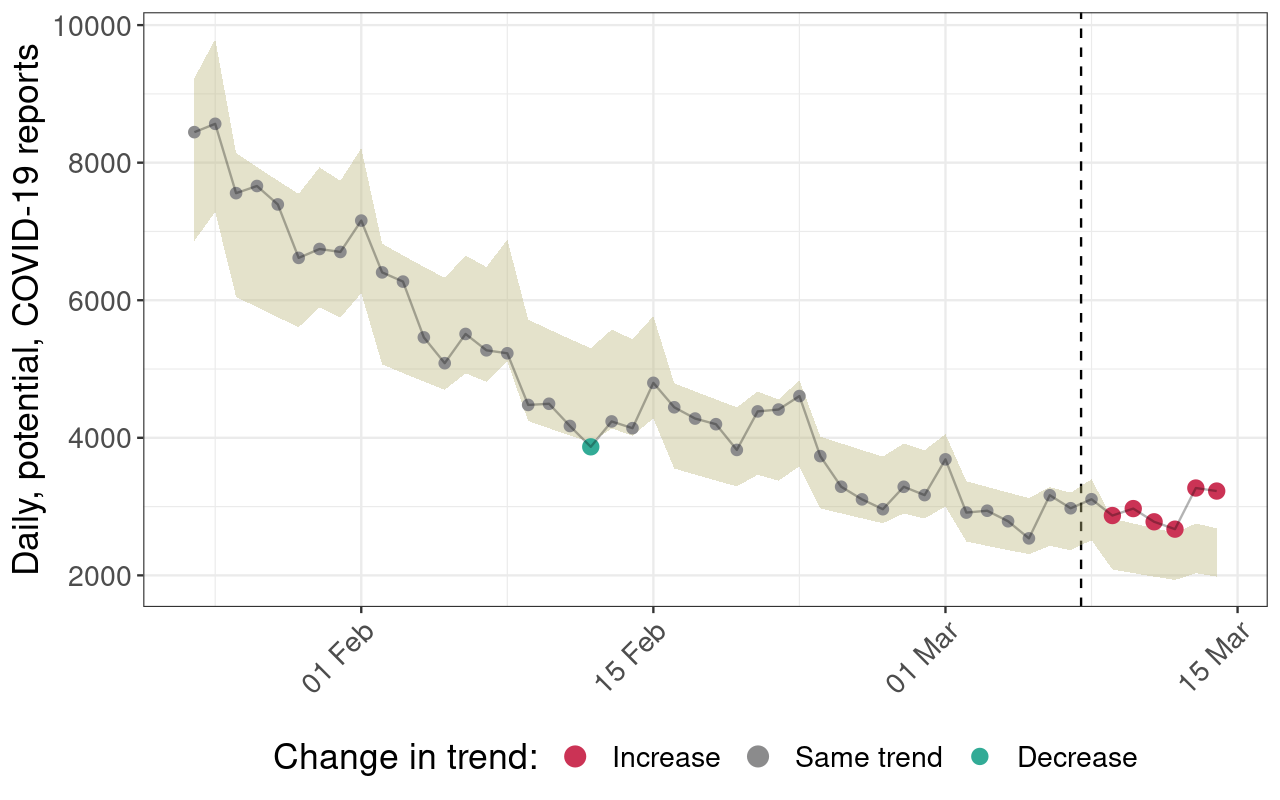 Daily, potential, COVID-19 reports
10000
8000
6000
4000
2000
01 Feb
15 Feb
01 Mar
15 Mar
Change in trend: Increase Same trend Decrease